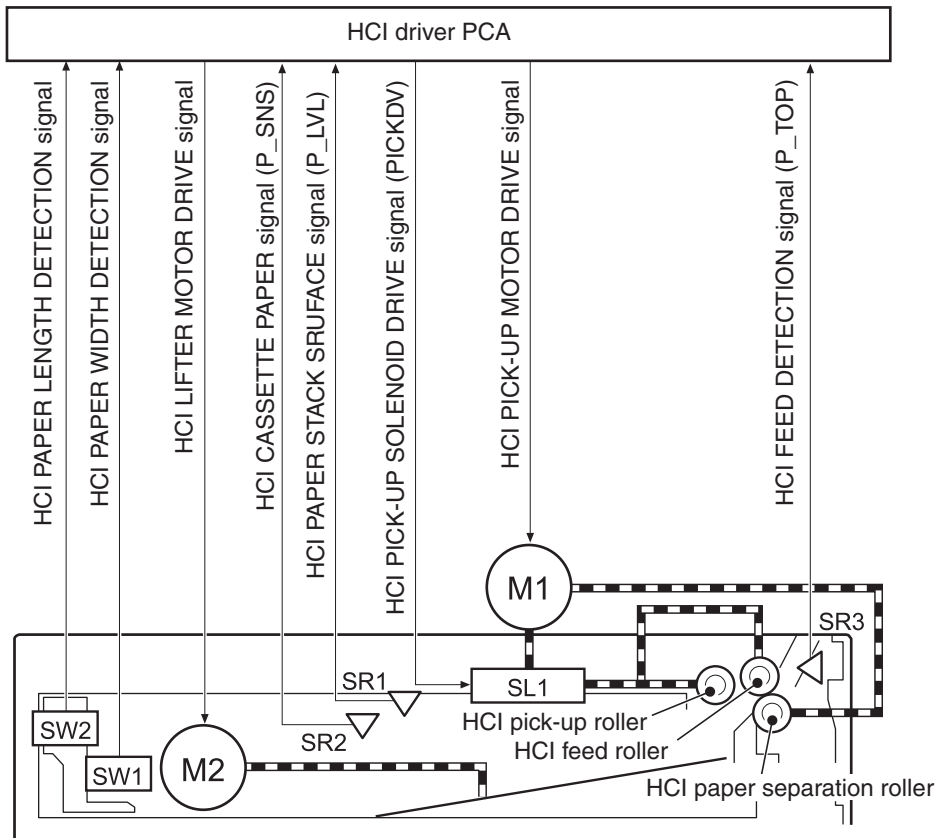 HCI driver PCA
HCI PAPER LENGTH DETECTION signal
HCI PAPER WIDTH DETECTION signal
HCI LIFTER MOTOR DRIVE signal
HCI CASSETTE PAPER signal (P_SNS)
HCI PAPER STACK SRUFACE signal (P_LVL)
HCI PICK-UP SOLENOID DRIVE signal (PICKDV)
HCI PICK-UP MOTOR DRIVE signal
HCI FEED DETECTION signal (P_TOP)
M1
SR3
SR1
SL1
SR2
HCI pick-up roller
HCI feed roller
SW2
SW1
M2
HCI paper separation roller